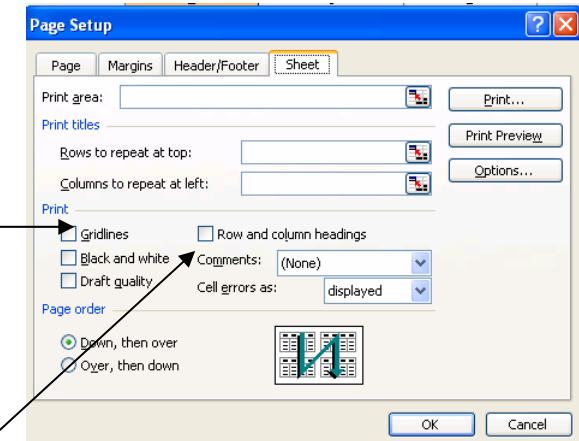 Page Setup
Page Margins Header/Footer Sheet
Print area:
Print...
Print titles
Print Preview
Rows to repeat at top:
Options...
Columns to repeat at left:
Print
Gridlines Row and column headings
Black and white Comments: (None)
Draft quality Cell errors as: displayed
Page order
Down, then over
Over, then down
OK Cancel